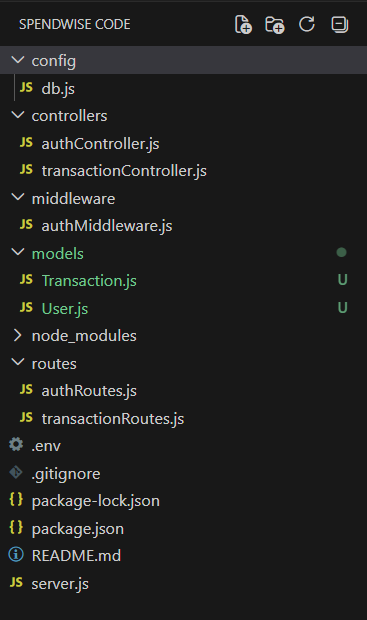 SPENDWISE CODE
config
JS db.js
controllers
JS authController.js
JS transactionController.js
middleware
JS authMiddleware.js
models
JS Transaction.js U
JS User.js U
node_modules
routes
JS authRoutes.js
JS transactionRoutes.js
.env
.gitignore
{} package-lock.json
{} package.json
README.md
JS server.js